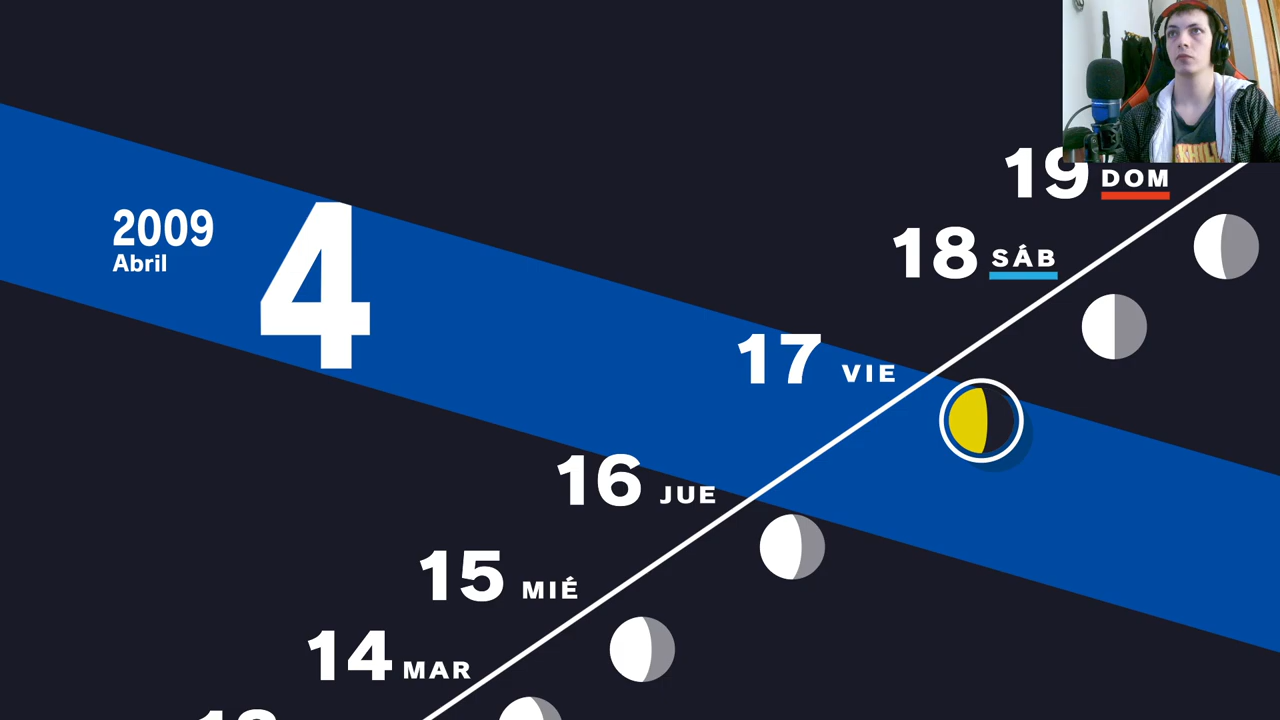 19 DOM
18 SÁB
2009
Abril
4
17 VIE
16 JUE
15 MIÉ
14 MAR